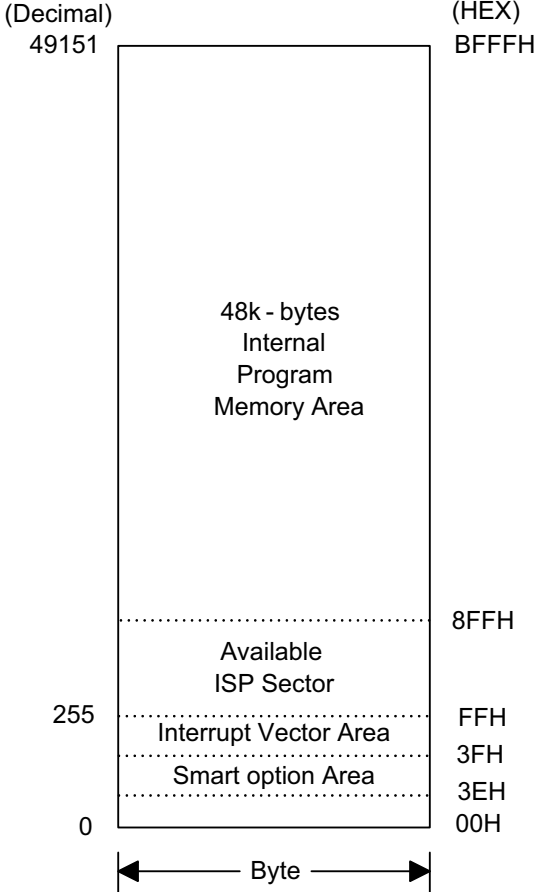 (Decimal) (HEX)
49151 BFFFH
48k - bytes
Internal
Program
Memory Area
8FFH
Available
ISP Sector
255 FFH
Interrupt Vector Area
3FH
Smart option Area
3EH
0 00H
Byte